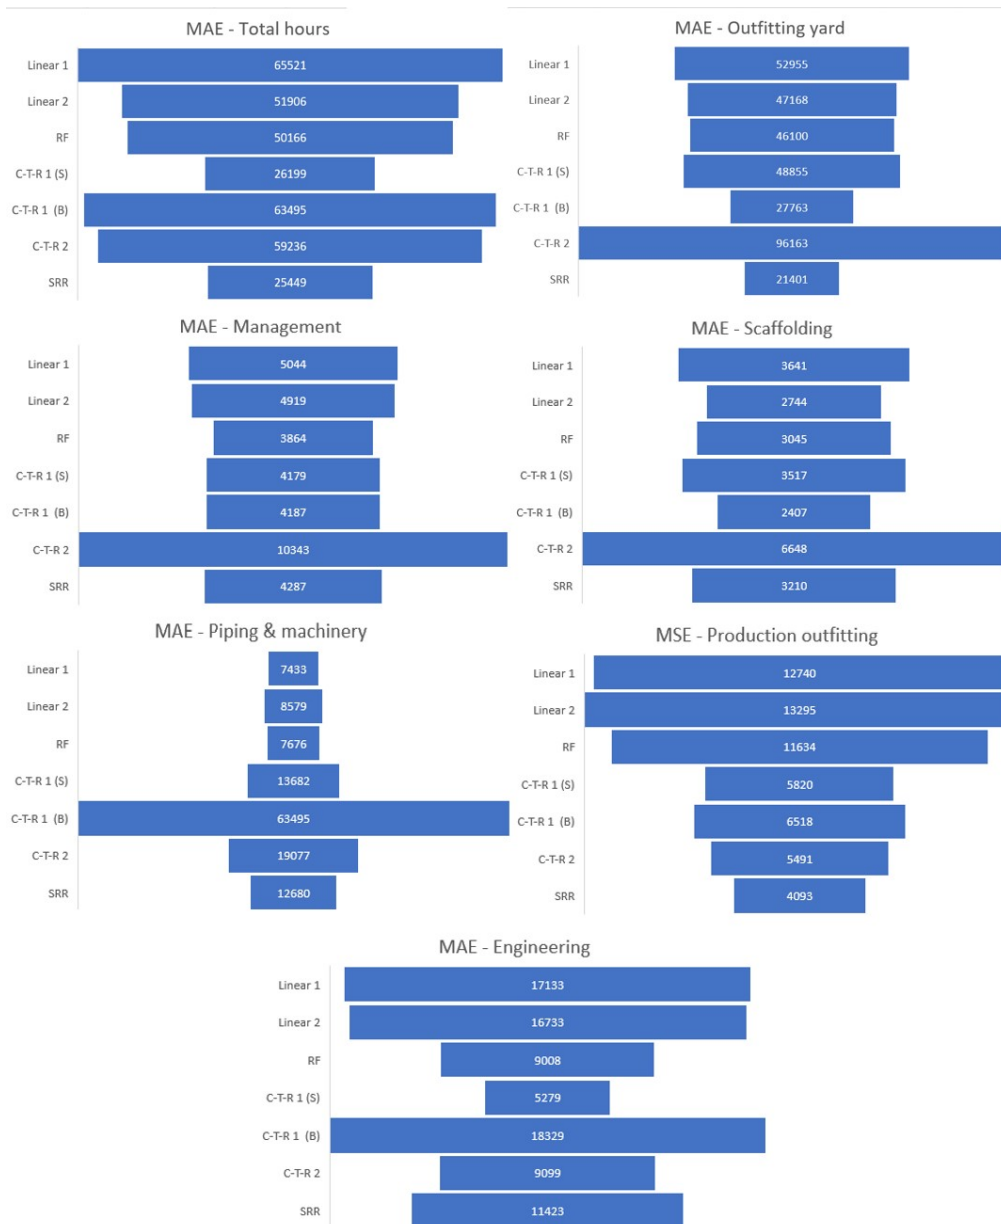 MAE - Total hours
Linear 1 65521
Linear 2 51906
RF 50166
C-T-R 1 (S) 26199
C-T-R 1 (B) 63495
C-T-R 2 59236
SRR 25449
MAE - Outfitting yard
Linear 1 52955
Linear 2 47168
RF 46100
C-T-R 1 (S) 48855
C-T-R 1 (B) 27763
C-T-R 2 96163
SRR 21401
MAE - Management
Linear 1 5044
Linear 2 4919
RF 3864
C-T-R 1 (S) 4179
C-T-R 1 (B) 4187
C-T-R 2 10343
SRR 4287
MAE - Scaffolding
Linear 1 3641
Linear 2 2744
RF 3045
C-T-R 1 (S) 3517
C-T-R 1 (B) 2407
C-T-R 2 6648
SRR 3210
MAE - Piping & machinery
Linear 1 7433
Linear 2 8579
RF 7676
C-T-R 1 (S) 13682
C-T-R 1 (B) 63495
C-T-R 2 19077
SRR 12680
MSE - Production outfitting
Linear 1 12740
Linear 2 13295
RF 11634
C-T-R 1 (S) 5820
C-T-R 1 (B) 6518
C-T-R 2 5491
SRR 4093
MAE - Engineering
Linear 1 17133
Linear 2 16733
RF 9008
C-T-R 1 (S) 5279
C-T-R 1 (B) 18329
C-T-R 2 9099
SRR 11423